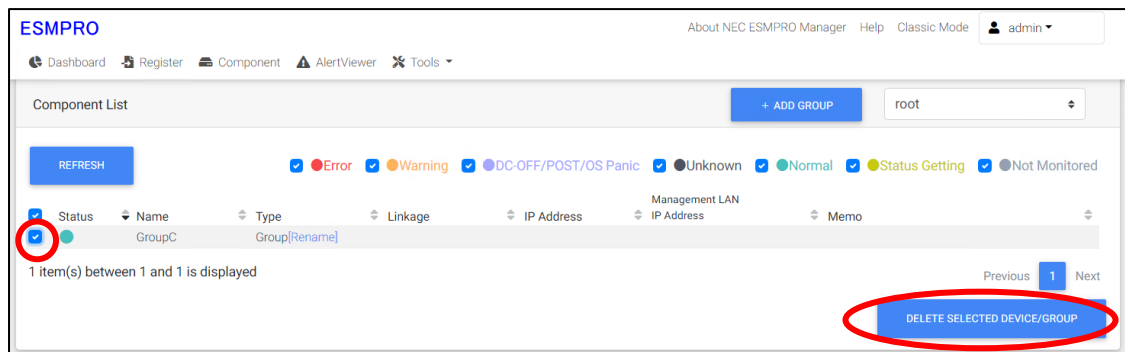 ESMPRO
About NEC ESMPRO Manager Help Classic Mode admin
Dashboard Register Component AlertViewer Tools
Component List
+ ADD GROUP
root
REFRESH
Error Warning DC-OFF/POST/OS Panic Unknown Normal Status Getting Not Monitored
Status Name Type Linkage IP Address Management LAN IP Address Memo
GroupC Group[Rename]
1 item(s) between 1 and 1 is displayed
Previous 1 Next
DELETE SELECTED DEVICE/GROUP